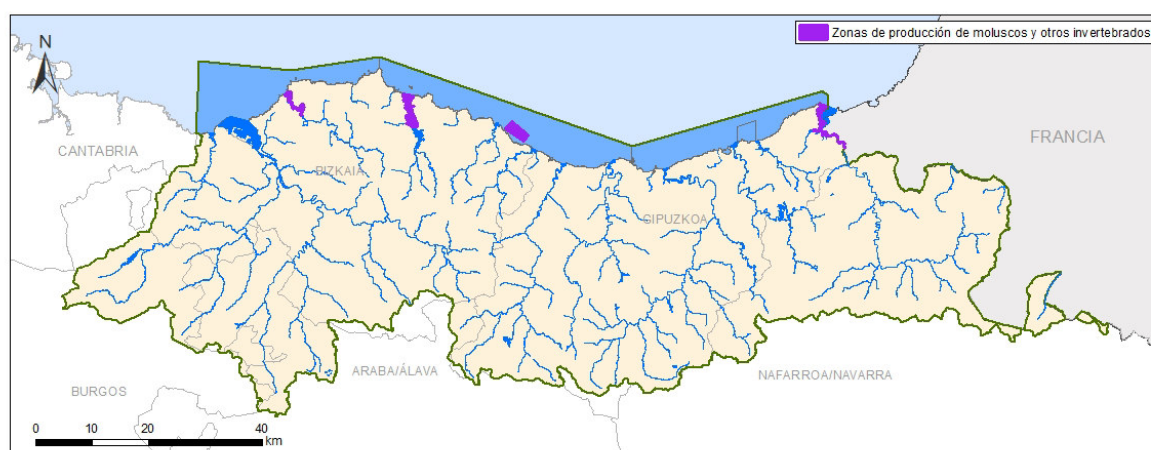 Zonas de producción de moluscos y otros invertebrados
N
FRANCIA
CANTABRIA
BIZKAIA
GIPUZKOA
ARABA/ÁLAVA
NAFARROA/NAVARRA
BURGOS
0 10 20 40
km